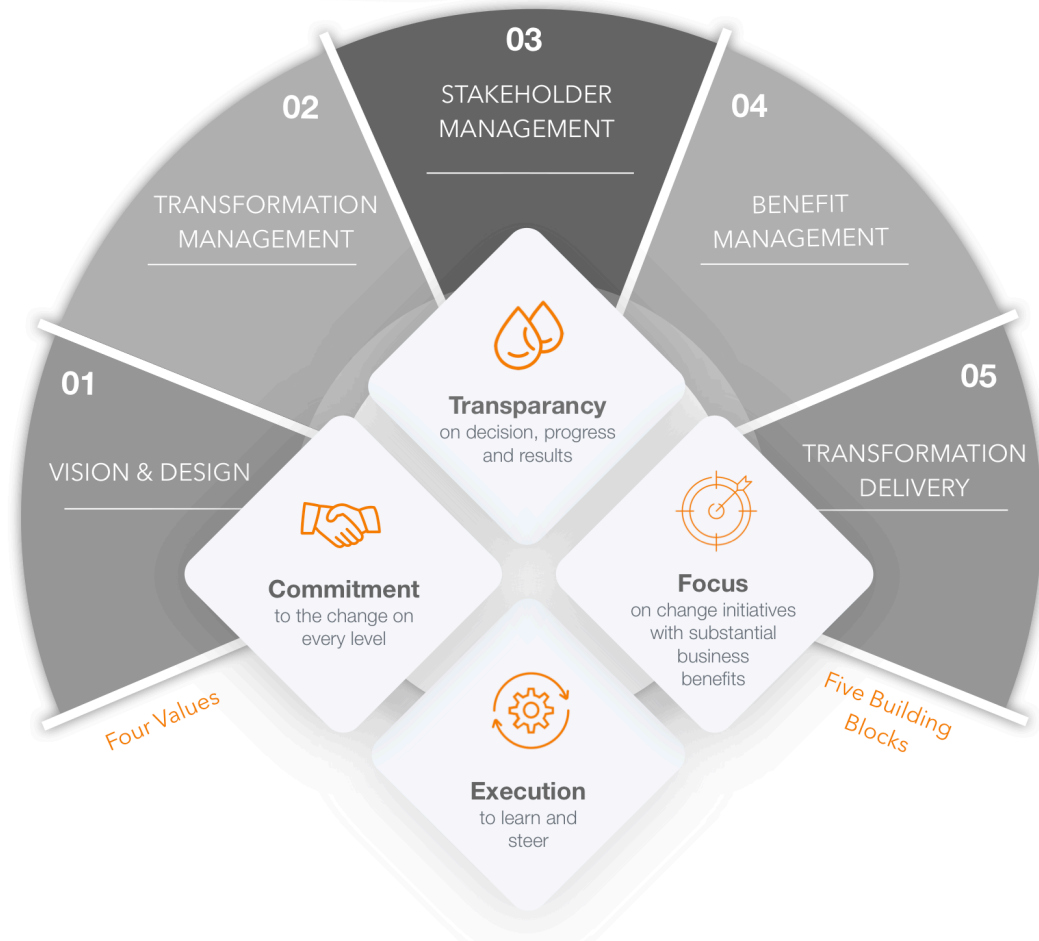 03
STAKEHOLDER
MANAGEMENT
02
TRANSFORMATION
MANAGEMENT
04
BENEFIT
MANAGEMENT
01
VISION & DESIGN
05
TRANSFORMATION
DELIVERY
Transparancy
on decision, progress
and results
Commitment
to the change on
every level
Focus
on change initiatives
with substantial
business
benefits
Execution
to learn and
steer
Four Values
Five Building
Blocks